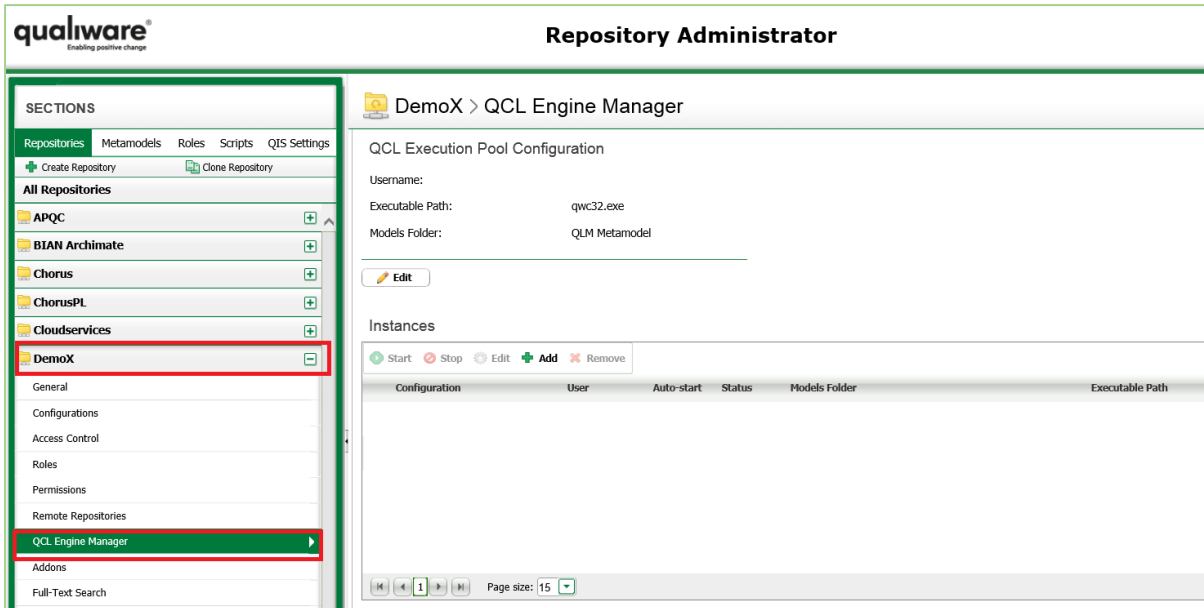 qualiware®
Enabling positive change
Repository Administrator
SECTIONS
Repositories Metamodels Roles Scripts QIS Settings
Create Repository Clone Repository
All Repositories
APQC
BIAN Archimate
Chorus
ChorusPL
Cloudservices
DemoX
General
Configurations
Access Control
Roles
Permissions
Remote Repositories
QCL Engine Manager
Addons
Full-Text Search
DemoX > QCL Engine Manager
QCL Execution Pool Configuration
Username:
Executable Path: qwc32.exe
Models Folder: QLM Metamodel
Edit
Instances
Start Stop Edit Add Remove
Configuration User Auto-start Status Models Folder Executable Path
1 Page size: 15